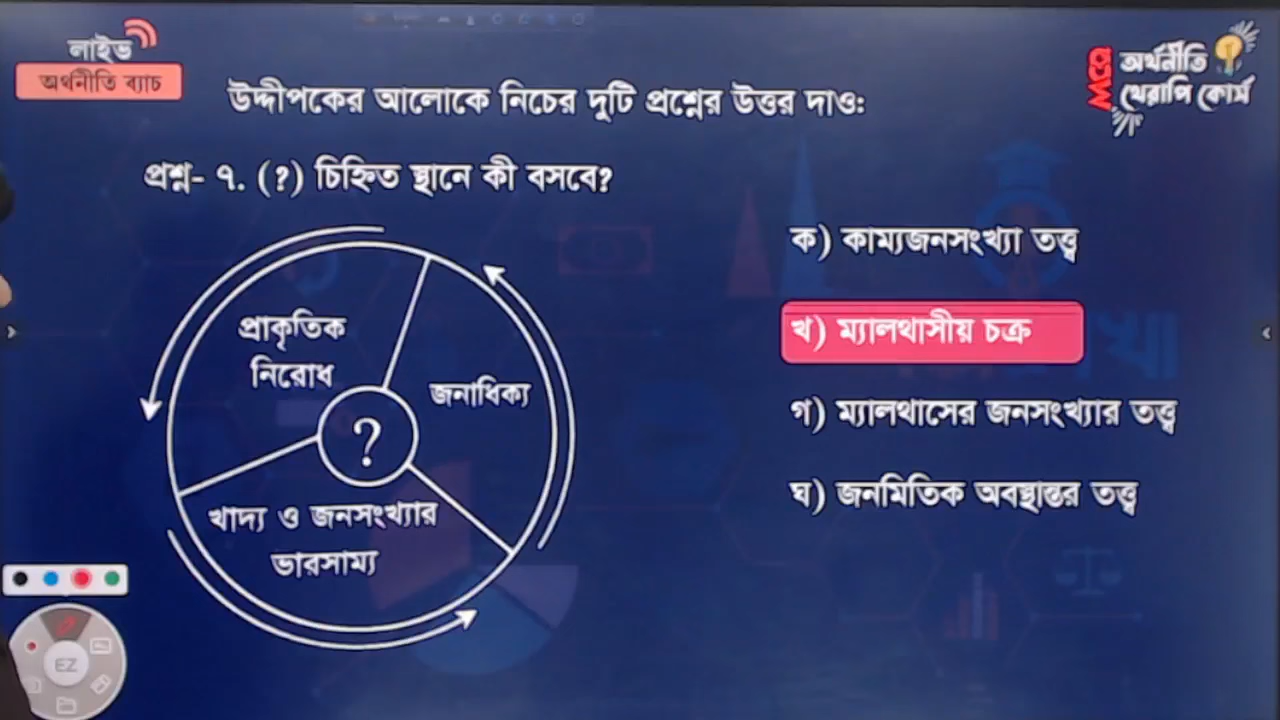 লাইভ
অর্থনীতি ব্যাচ
MCQ
অর্থনীতি
থেরাপি কোর্স
উদ্দীপকের আলোকে নিচের দুটি প্রশ্নের উত্তর দাও:
প্রশ্ন- ৭. (?) চিহ্নিত স্থানে কী বসবে?
প্রাকৃতিক
নিরোধ
জনাধিক্য
?
খাদ্য ও জনসংখ্যার
ভারসাম্য
ক) কাম্যজনসংখ্যা তত্ত্ব
খ) ম্যালথাসীয় চক্র
গ) ম্যালথাসের জনসংখ্যার তত্ত্ব
ঘ) জনমিতিক অবস্থান্তর তত্ত্ব
EZ